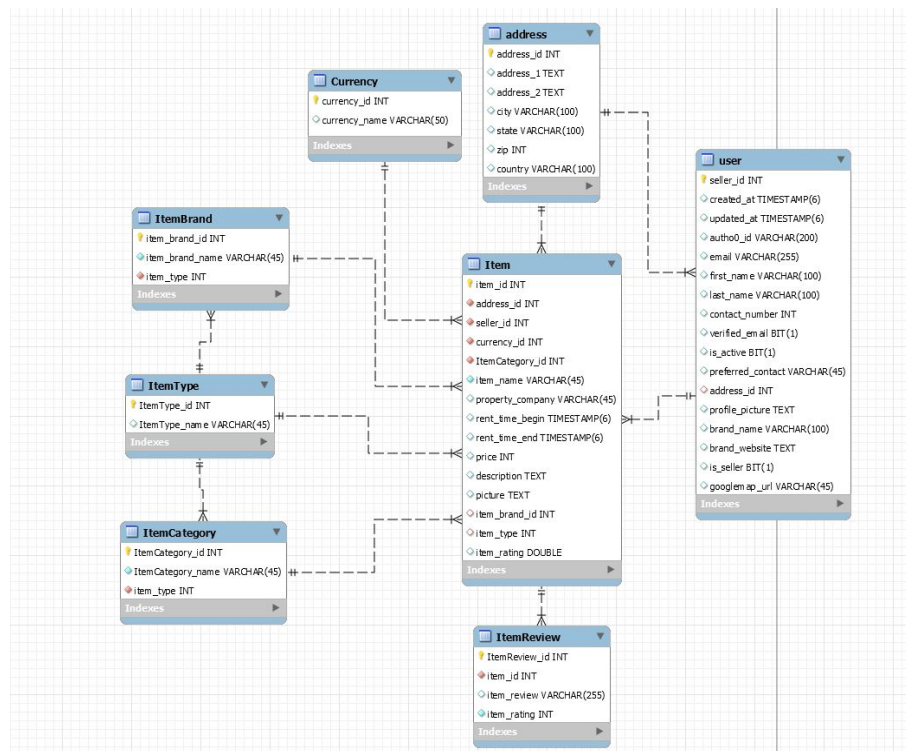 address
address_id INT
address_1 TEXT
address_2 TEXT
city VARCHAR(100)
state VARCHAR(100)
zip INT
country VARCHAR(100)
Indexes
Currency
currency_id INT
currency_name VARCHAR(50)
Indexes
user
seller_id INT
created_at TIMESTAMP(6)
updated_at TIMESTAMP(6)
autho0_id VARCHAR(200)
email VARCHAR(255)
first_name VARCHAR(100)
last_name VARCHAR(100)
contact_number INT
verified_email BIT(1)
is_active BIT(1)
preferred_contact VARCHAR(45)
address_id INT
profile_picture TEXT
brand_name VARCHAR(100)
brand_website TEXT
is_seller BIT(1)
googlemap_url VARCHAR(45)
Indexes
ItemBrand
item_brand_id INT
item_brand_name VARCHAR(45)
item_type INT
Indexes
Item
item_id INT
address_id INT
seller_id INT
currency_id INT
ItemCategory_id INT
item_name VARCHAR(45)
property_company VARCHAR(45)
rent_time_begin TIMESTAMP(6)
rent_time_end TIMESTAMP(6)
price INT
description TEXT
picture TEXT
item_brand_id INT
item_type INT
item_rating DOUBLE
Indexes
ItemType
ItemType_id INT
ItemType_name VARCHAR(45)
Indexes
ItemCategory
ItemCategory_id INT
ItemCategory_name VARCHAR(45)
item_type INT
Indexes
ItemReview
ItemReview_id INT
item_id INT
item_review VARCHAR(255)
item_rating INT
Indexes